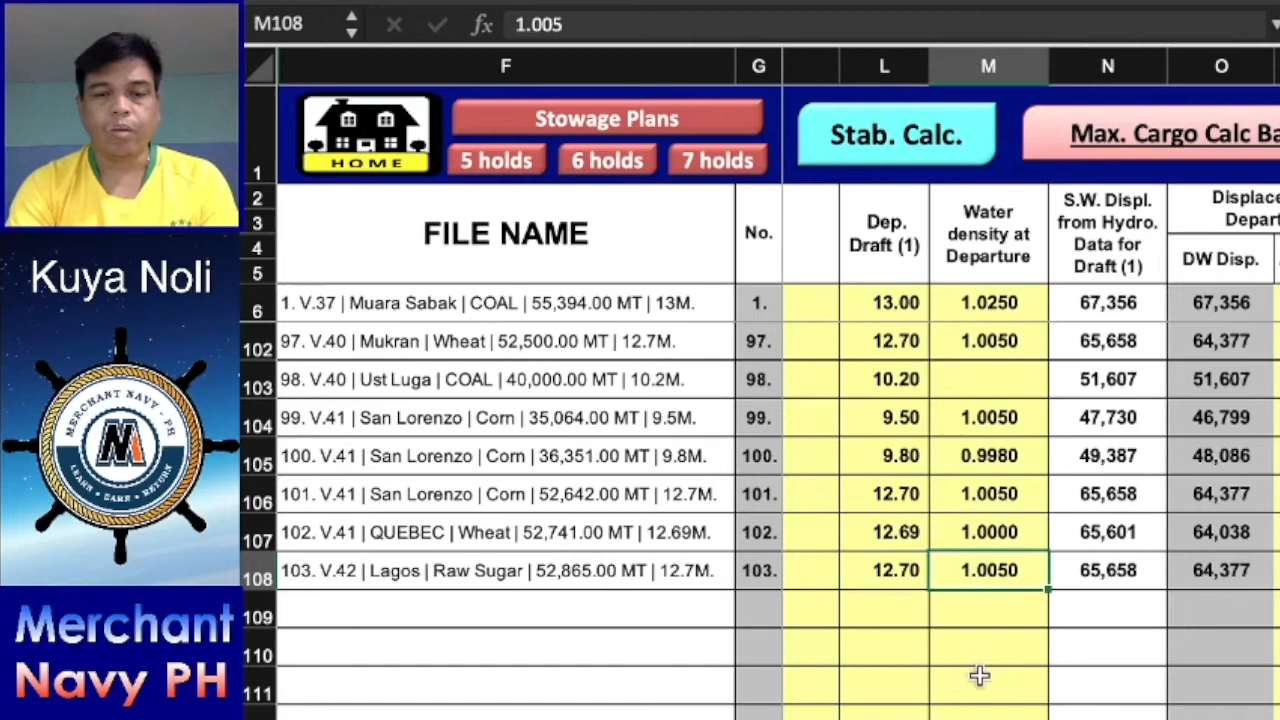 M108
fx
1.005
F
G
L
M
N
O
1
HOME
Stowage Plans
5 holds
6 holds
7 holds
Stab. Calc.
Max. Cargo Calc Ba
2
3
4
5
FILE NAME
No.
Dep.
Draft (1)
Water
density at
Departure
S.W. Displ.
from Hydro.
Data for
Draft (1)
Displace
Depart
DW Disp.
6 1. V.37 | Muara Sabak | COAL | 55,394.00 MT | 13M. 1. 13.00 1.0250 67,356 67,356
102 97. V.40 | Mukran | Wheat | 52,500.00 MT | 12.7M. 97. 12.70 1.0050 65,658 64,377
103 98. V.40 | Ust Luga | COAL | 40,000.00 MT | 10.2M. 98. 10.20 51,607 51,607
104 99. V.41 | San Lorenzo | Corn | 35,064.00 MT | 9.5M. 99. 9.50 1.0050 47,730 46,799
105 100. V.41 | San Lorenzo | Corn | 36,351.00 MT | 9.8M. 100. 9.80 0.9980 49,387 48,086
106 101. V.41 | San Lorenzo | Corn | 52,642.00 MT | 12.7M. 101. 12.70 1.0050 65,658 64,377
107 102. V.41 | QUEBEC | Wheat | 52,741.00 MT | 12.69M. 102. 12.69 1.0000 65,601 64,038
108 103. V.42 | Lagos | Raw Sugar | 52,865.00 MT | 12.7M. 103. 12.70 1.0050 65,658 64,377
109
110
111
Kuya Noli
MERCHANT NAVY - PH
LEARN • EARN • RETURN
Merchant
Navy PH